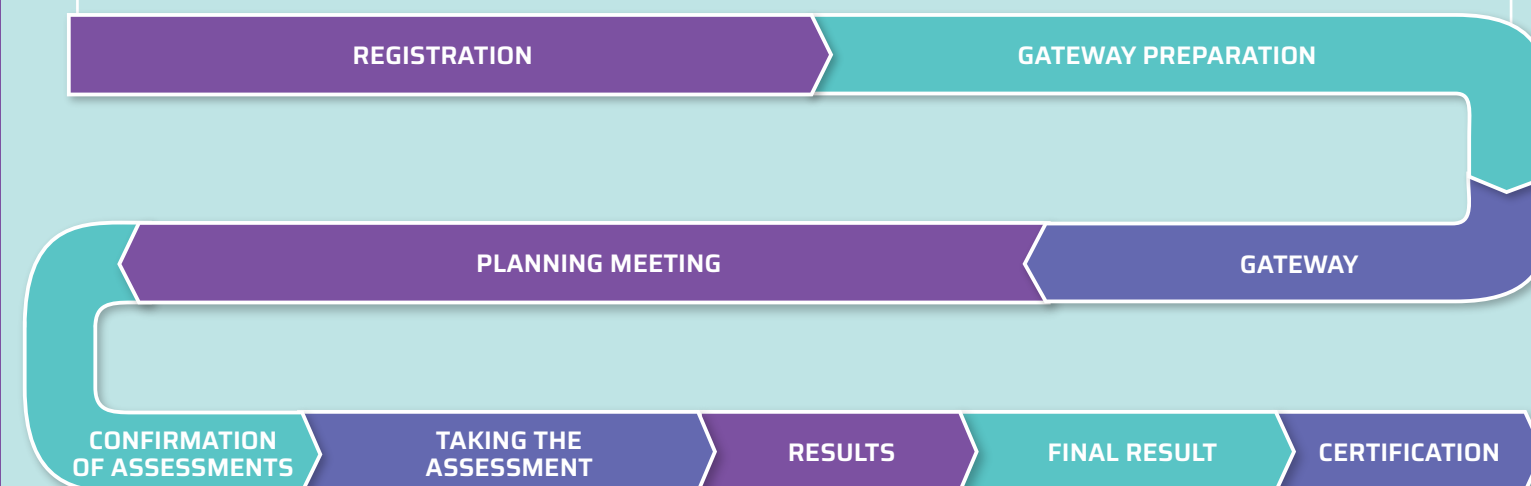 REGISTRATION
GATEWAY PREPARATION
GATEWAY
PLANNING MEETING
CONFIRMATION
OF ASSESSMENTS
TAKING THE
ASSESSMENT
RESULTS
FINAL RESULT
CERTIFICATION